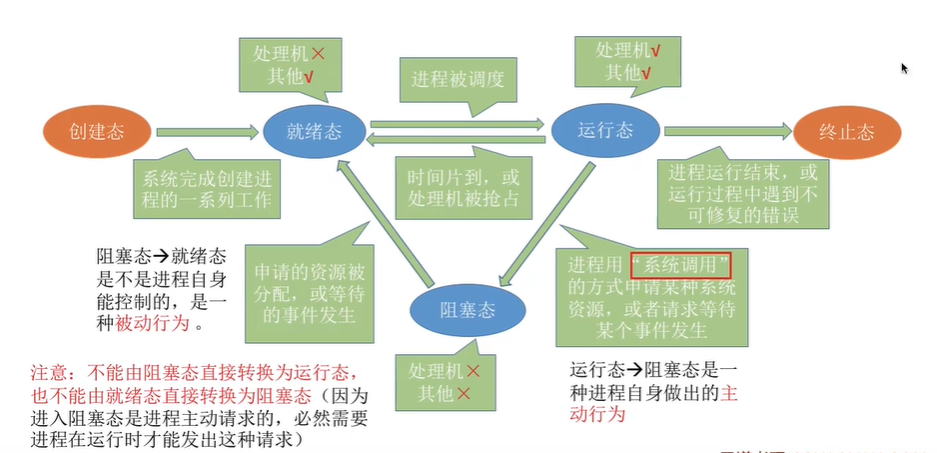 处理机×
其他√
进程被调度
处理机√
其他√
创建态
就绪态
运行态
终止态
系统完成创建进
程的一系列工作
时间片到，或
处理机被抢占
进程运行结束，或
运行过程中遇到不
可修复的错误
阻塞态→就绪态
是不是进程自身
能控制的，是一
种被动行为 。
申请的资源被
分配，或等待
的事件发生
进程用“系统调用”
的方式申请某种系统
资源，或者请求等待
某个事件发生
阻塞态
处理机×
其他×
运行态→阻塞态是一
种进程自身做出的主
动行为
注意：不能由阻塞态直接转换为运行态，
也不能由就绪态直接转换为阻塞态（因为
进入阻塞态是进程主动请求的，必然需要
进程在运行时才能发出这种请求）